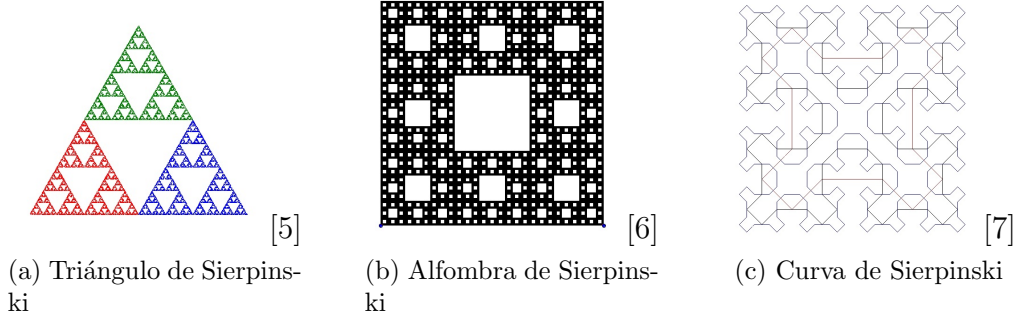 [5]
[6]
[7]
(a) Triángulo de Sierpins-
ki
(b) Alfombra de Sierpins-
ki
(c) Curva de Sierpinski